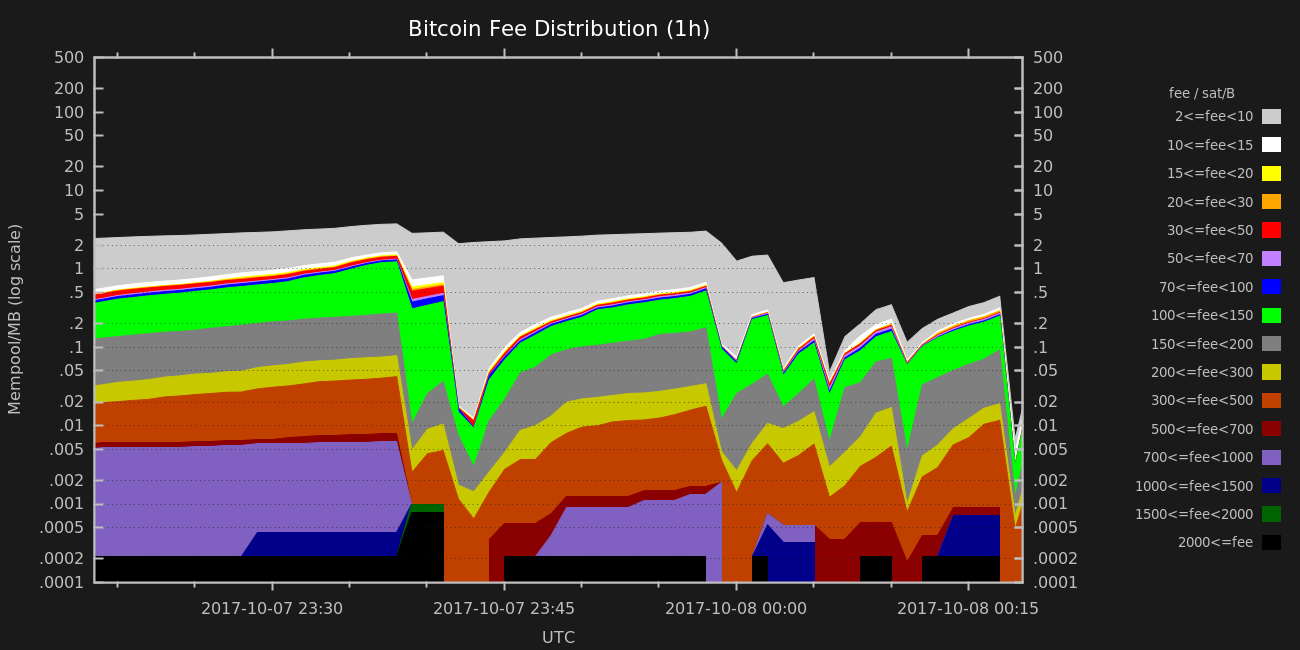 Bitcoin Fee Distribution (1h)
Mempool/MB (log scale)
500
200
100
50
20
10
5
2
1
.5
.2
.1
.05
.02
.01
.005
.002
.001
.0005
.0002
.0001
500
200
100
50
20
10
5
2
1
.5
.2
.1
.05
.02
.01
.005
.002
.001
.0005
.0002
.0001
2017-10-07 23:30 2017-10-07 23:45 2017-10-08 00:00 2017-10-08 00:15
UTC
fee / sat/B
2<=fee<10
10<=fee<15
15<=fee<20
20<=fee<30
30<=fee<50
50<=fee<70
70<=fee<100
100<=fee<150
150<=fee<200
200<=fee<300
300<=fee<500
500<=fee<700
700<=fee<1000
1000<=fee<1500
1500<=fee<2000
2000<=fee